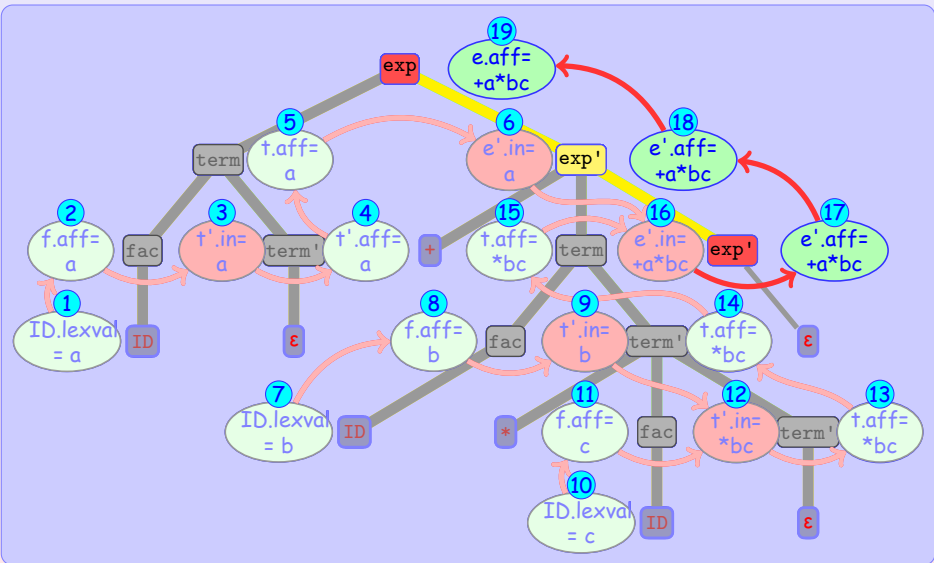 19
e.aff=
+a*bc
exp
5
t.aff=
a
6
e'.in=
a
exp'
18
e'.aff=
+a*bc
term
2
f.aff=
a
fac
3
t'.in=
a
term'
4
t'.aff=
a
+
15
t.aff=
*bc
term
16
e'.in=
+a*bc
exp'
17
e'.aff=
+a*bc
1
ID.lexval
= a
ID
ε
8
f.aff=
b
fac
9
t'.in=
b
term'
14
t.aff=
*bc
ε
7
ID.lexval
= b
ID
*
11
f.aff=
c
fac
12
t'.in=
*bc
term'
13
t.aff=
*bc
10
ID.lexval
= c
ID
ε